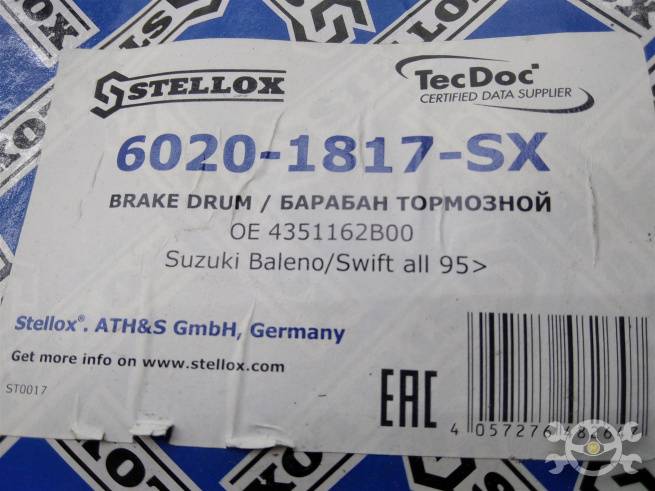 STELLOX
TecDoc
CERTIFIED DATA SUPPLIER
6020-1817-SX
BRAKE DRUM / БАРАБАН ТОРМОЗНОЙ
OE 4351162B00
Suzuki Baleno/Swift all 95>
Stellox®. ATH&S GmbH, Germany
Get more info on www.stellox.com
ST0017
EAC